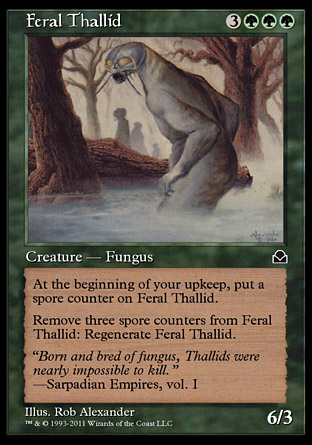 Feral Thallid 3
Creature — Fungus
At the beginning of your upkeep, put a
spore counter on Feral Thallid.
Remove three spore counters from Feral
Thallid: Regenerate Feral Thallid.
“Born and bred of fungus, Thallids were
nearly impossible to kill.”
—Sarpadian Empires, vol. I
Illus. Rob Alexander
™ & © 1993-2011 Wizards of the Coast LLC
6/3